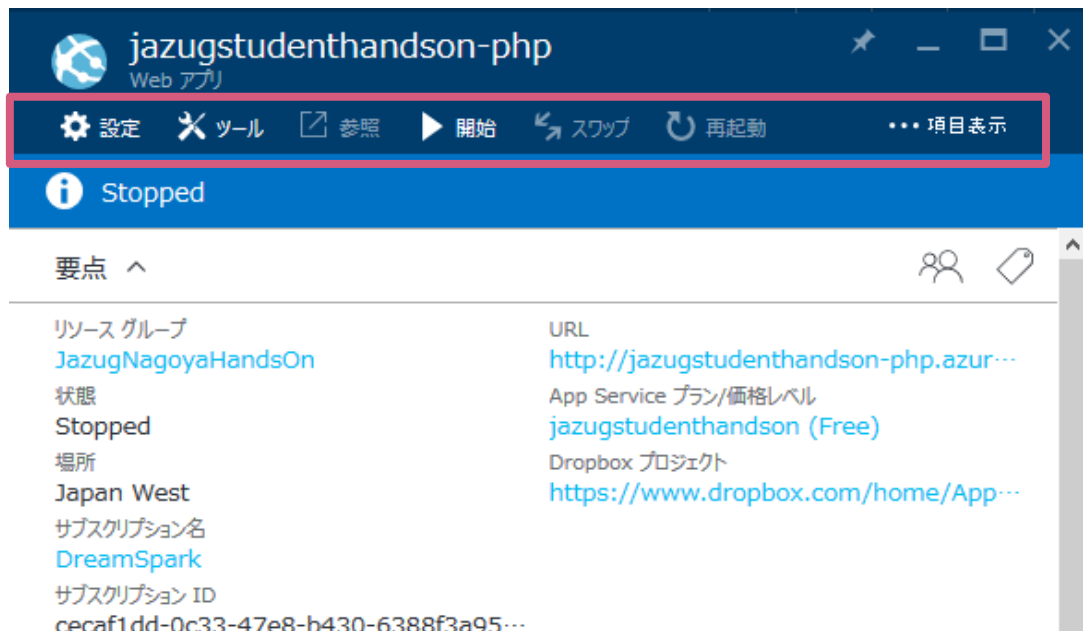 jazugstudenthandson-php
Web アプリ
設定 ツール 参照 開始 スワップ 再起動 ••• 項目表示
Stopped
要点
リソース グループ
JazugNagoyaHandsOn
状態
Stopped
場所
Japan West
サブスクリプション名
DreamSpark
サブスクリプション ID
cecaf1dd-0c33-47e8-b430-6388f3a95···
URL
http://jazugstudenthandson-php.azur···
App Service プラン/価格レベル
jazugstudenthandson (Free)
Dropbox プロジェクト
https://www.dropbox.com/home/App···